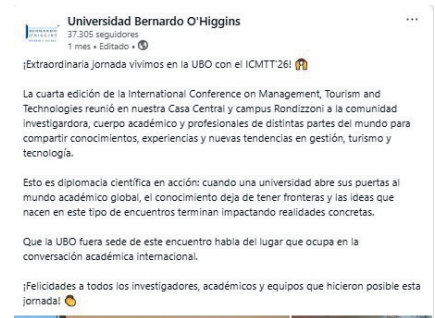 BERNARDO
O'HIGGINS
Universidad Bernardo O'Higgins
37.305 seguidores
1 mes • Editado •
¡Extraordinaria jornada vivimos en la UBO con el ICMTT'26! 🙌
La cuarta edición de la International Conference on Management, Tourism and
Technologies reunió en nuestra Casa Central y campus Rondizzoni a la comunidad
investigardora, cuerpo académico y profesionales de distintas partes del mundo para
compartir conocimientos, experiencias y nuevas tendencias en gestión, turismo y
tecnología.
Esto es diplomacia científica en acción: cuando una universidad abre sus puertas al
mundo académico global, el conocimiento deja de tener fronteras y las ideas que
nacen en este tipo de encuentros terminan impactando realidades concretas.
Que la UBO fuera sede de este encuentro habla del lugar que ocupa en la
conversación académica internacional.
¡Felicidades a todos los investigadores, académicos y equipos que hicieron posible esta
jornada! 👏